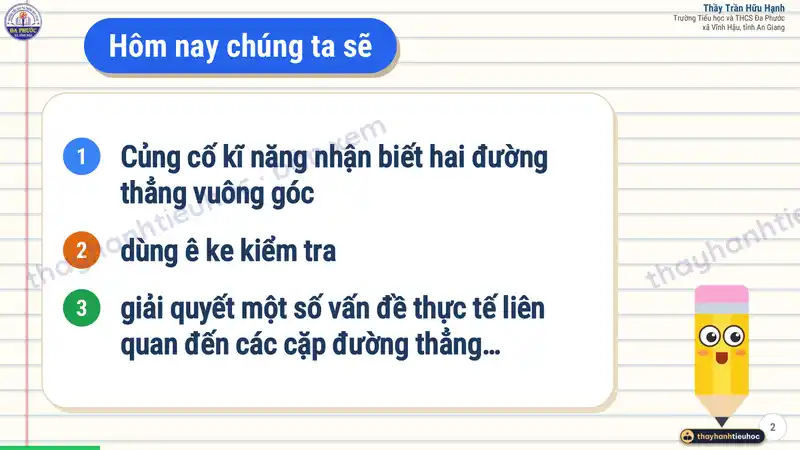 Thầy Trần Hữu Hạnh
Trường Tiểu học và THCS Đa Phước
xã Vĩnh Hậu, tỉnh An Giang
ĐA PHƯỚC
Hôm nay chúng ta sẽ
1 Củng cố kĩ năng nhận biết hai đường
thẳng vuông góc
2 dùng ê ke kiểm tra
3 giải quyết một số vấn đề thực tế liên
quan đến các cặp đường thẳng...
2
thayhanhtieuhoc